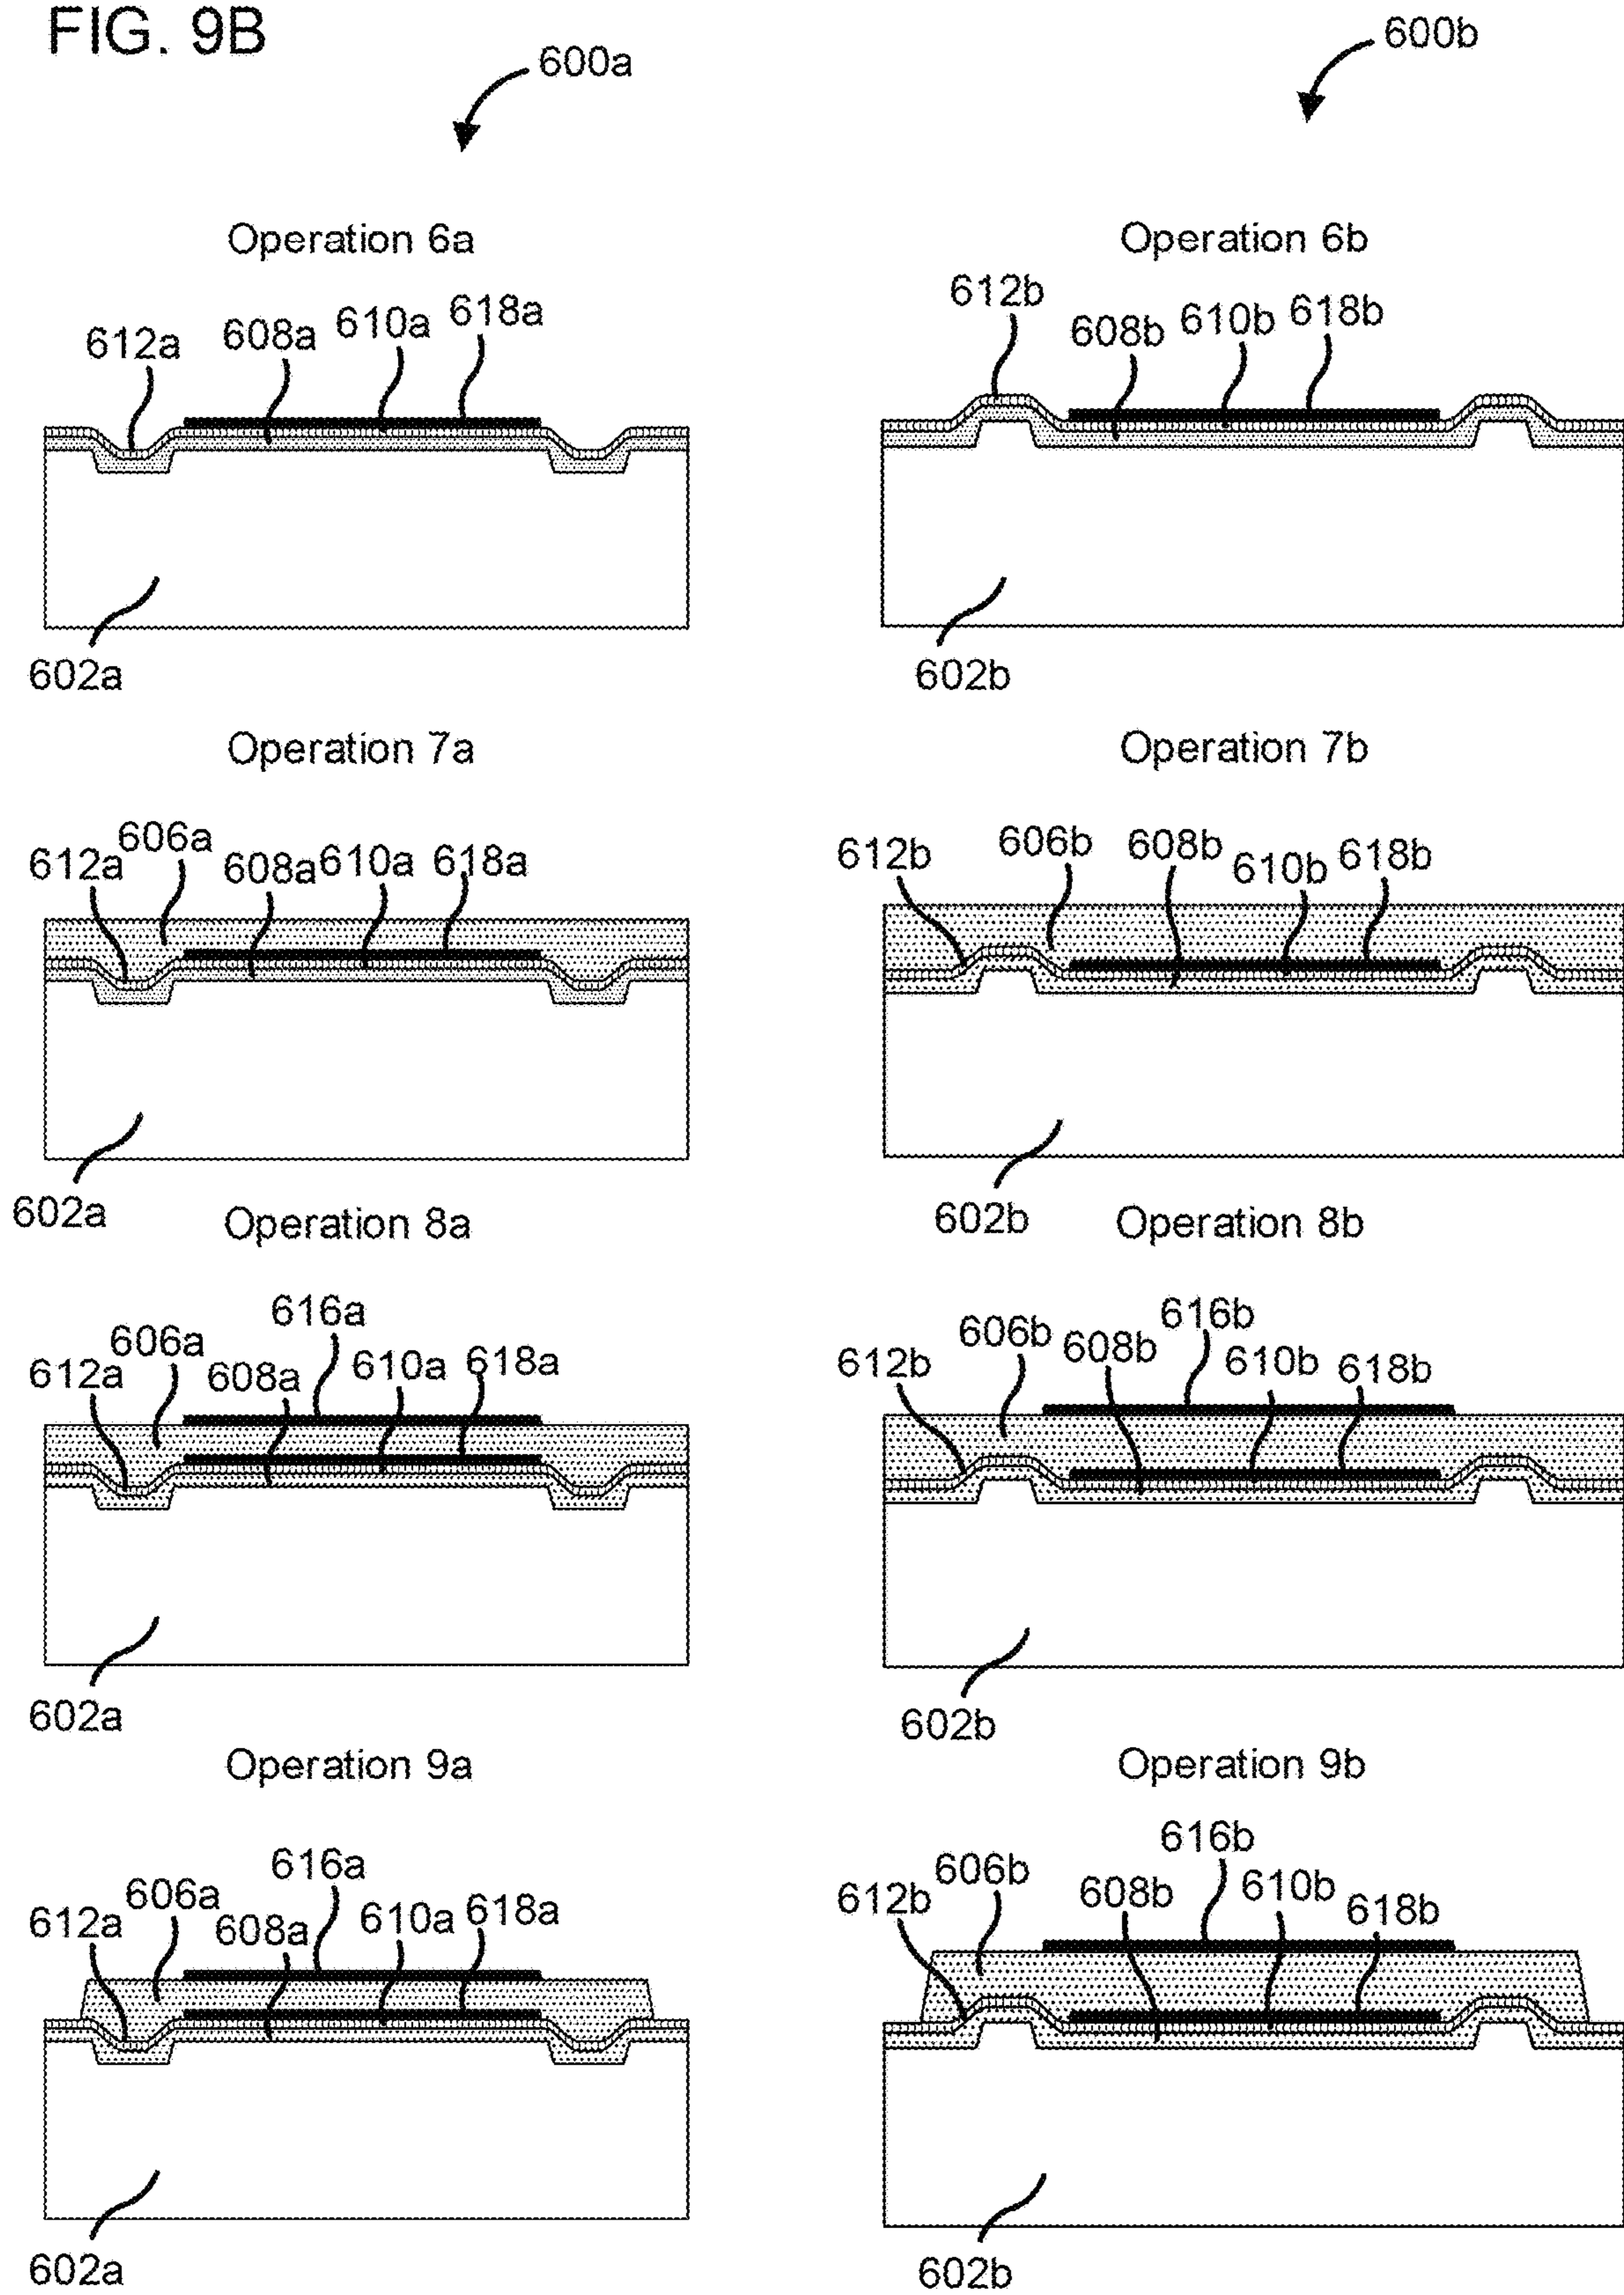 FIG. 9B
600a
600b
Operation 6a
Operation 6b
612a
608a
610a
618a
612b
608b
610b
618b
602a
602b
Operation 7a
Operation 7b
612a
606a
608a
610a
618a
612b
606b
608b
610b
618b
602a
602b
Operation 8a
Operation 8b
612a
606a
616a
608a
610a
618a
612b
606b
608b
616b
610b
618b
602a
602b
Operation 9a
Operation 9b
612a
606a
616a
608a
610a
618a
612b
606b
608b
616b
610b
618b
602a
602b